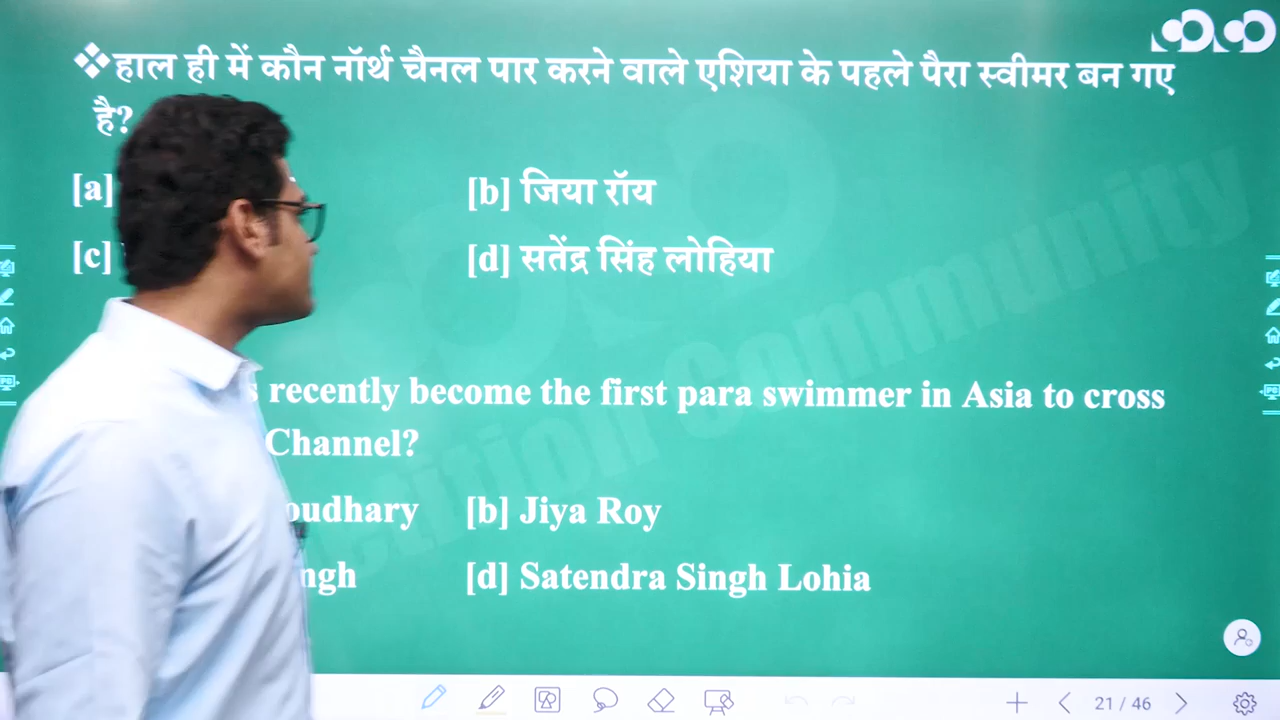 ❖हाल ही में कौन नॉर्थ चैनल पार करने वाले एशिया के पहले पैरा स्वीमर बन गए
है?
[a] [b] जिया रॉय
[c] [d] सतेंद्र सिंह लोहिया
recently become the first para swimmer in Asia to cross
Channel?
oudhary [b] Jiya Roy
ngh [d] Satendra Singh Lohia
Community
21 / 46